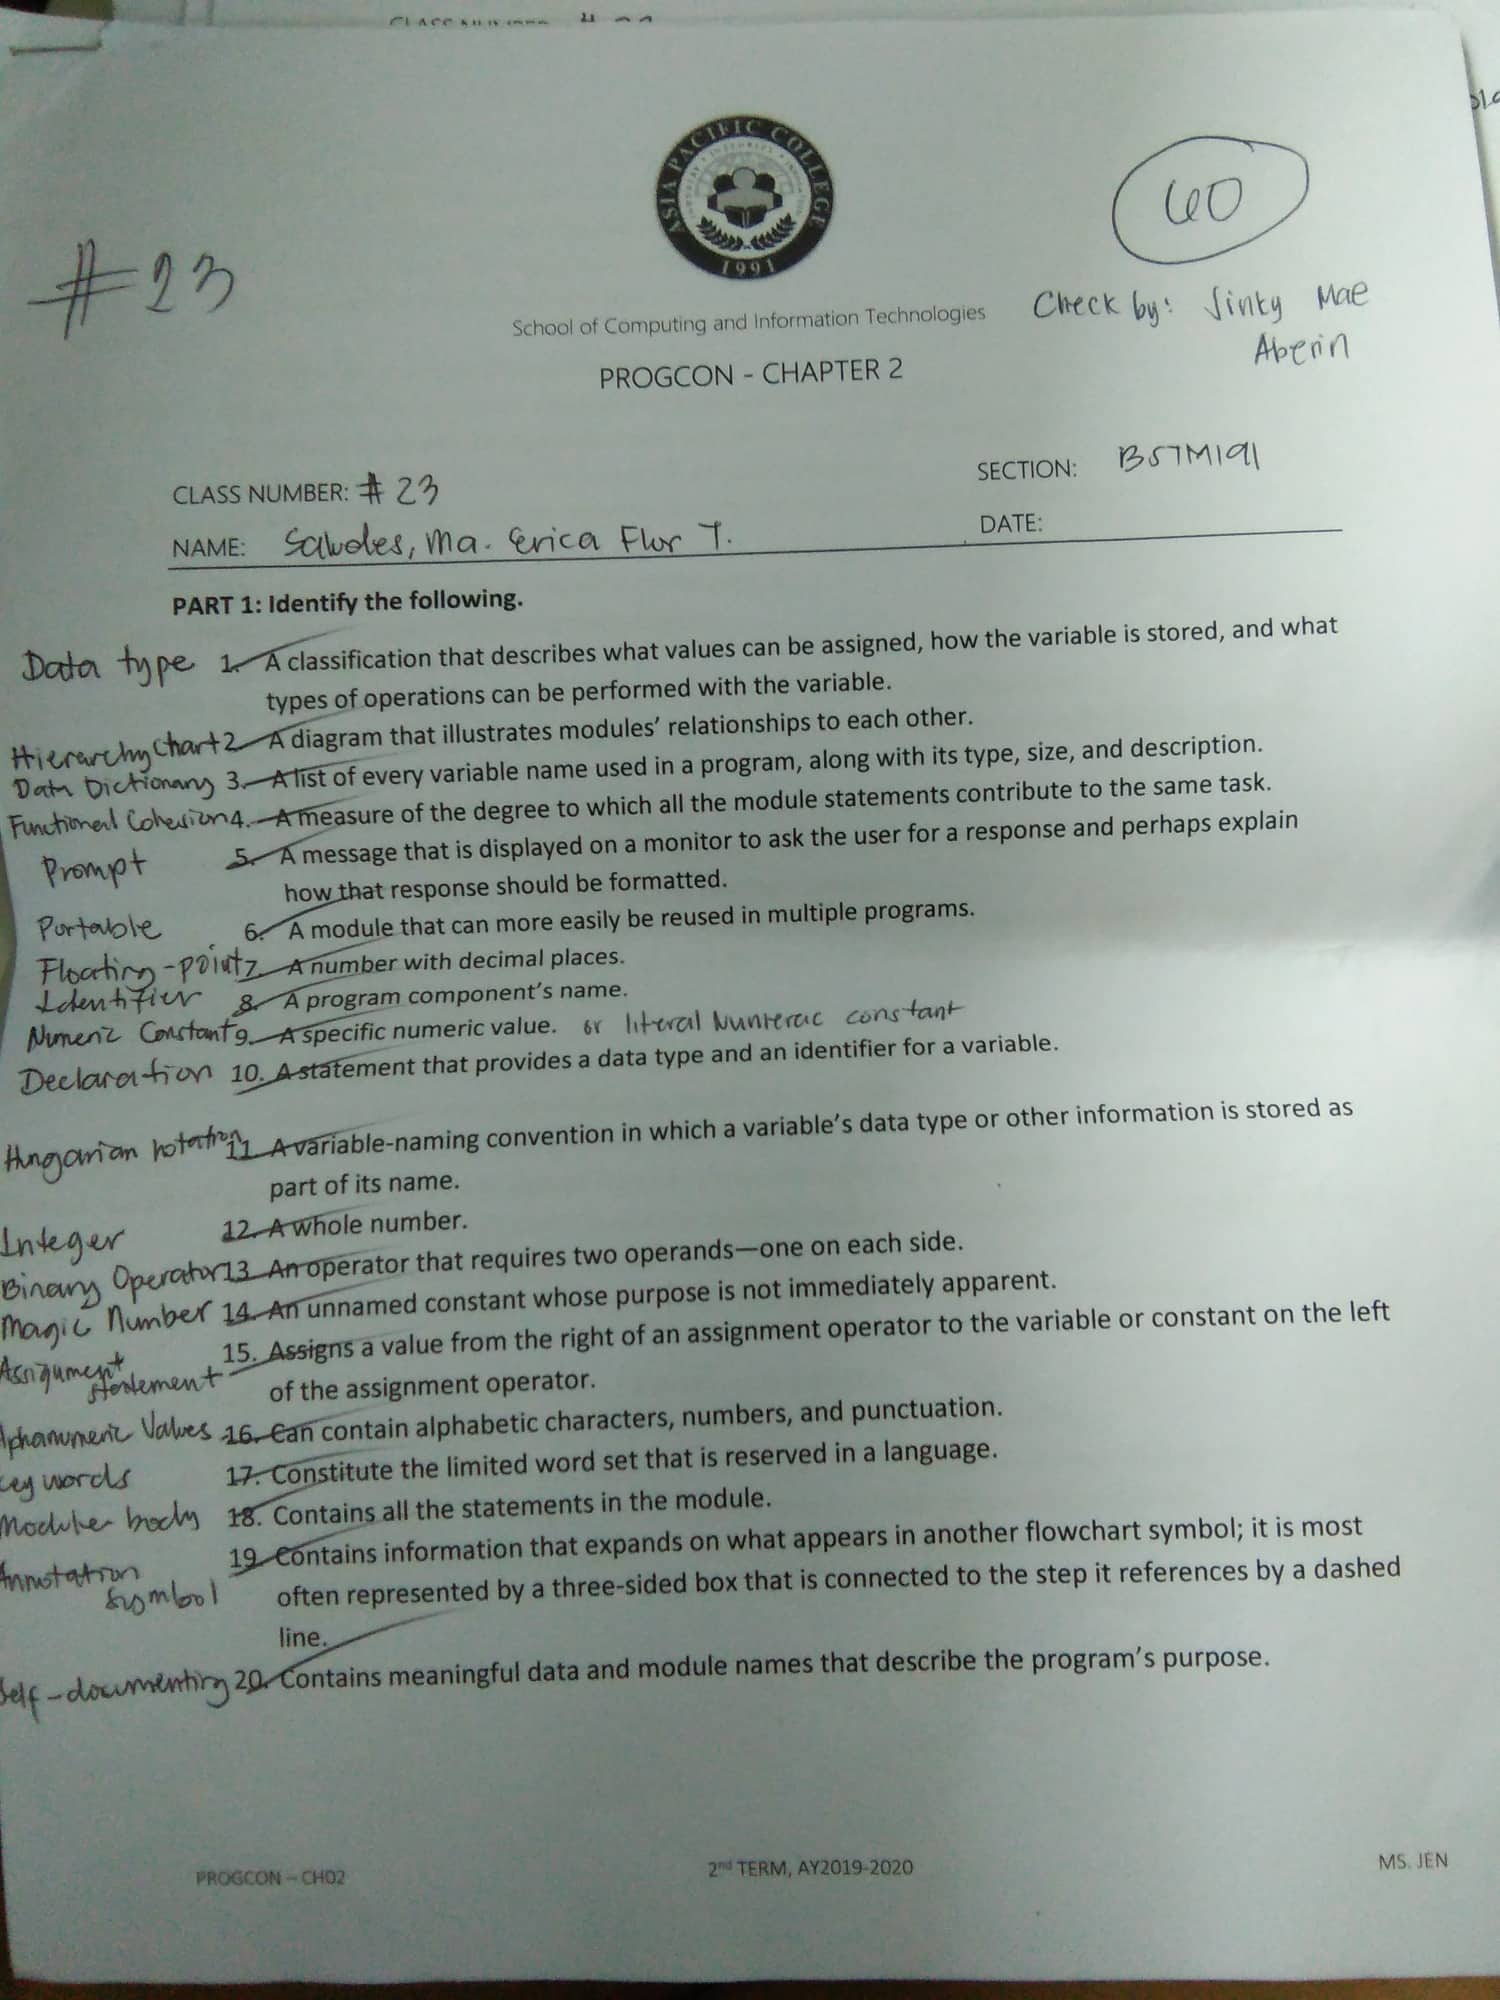 ASIA PACIFIC COLLEGE
1991
60
#23
School of Computing and Information Technologies
Check by: Jinky Mae
Aberin
PROGCON - CHAPTER 2
CLASS NUMBER: # 23
SECTION: BSTM191
NAME: Saludes, Ma. Erica Flor T.
DATE:
PART 1: Identify the following.
Data type 1. A classification that describes what values can be assigned, how the variable is stored, and what
types of operations can be performed with the variable.
Hierarchy Chart 2. A diagram that illustrates modules' relationships to each other.
Data Dictionary 3. A list of every variable name used in a program, along with its type, size, and description.
Functional Cohesion 4. A measure of the degree to which all the module statements contribute to the same task.
Prompt 5. A message that is displayed on a monitor to ask the user for a response and perhaps explain
how that response should be formatted.
Portable 6. A module that can more easily be reused in multiple programs.
Floating-point 7. A number with decimal places.
Identifier 8. A program component's name.
Numeric Constant 9. A specific numeric value. or literal Numerac constant
Declaration 10. A statement that provides a data type and an identifier for a variable.
Hungarian notation 11. A variable-naming convention in which a variable's data type or other information is stored as
part of its name.
Integer 12. A whole number.
Binary Operator 13. An operator that requires two operands—one on each side.
Magic Number 14. An unnamed constant whose purpose is not immediately apparent.
Assignment statement 15. Assigns a value from the right of an assignment operator to the variable or constant on the left
of the assignment operator.
lphanumeric Values 16. Can contain alphabetic characters, numbers, and punctuation.
key words 17. Constitute the limited word set that is reserved in a language.
Module body 18. Contains all the statements in the module.
Annotation symbol 19. Contains information that expands on what appears in another flowchart symbol; it is most
often represented by a three-sided box that is connected to the step it references by a dashed
line.
Self-documenting 20. Contains meaningful data and module names that describe the program's purpose.
PROGCON – CH02
2nd TERM, AY2019-2020
MS. JEN